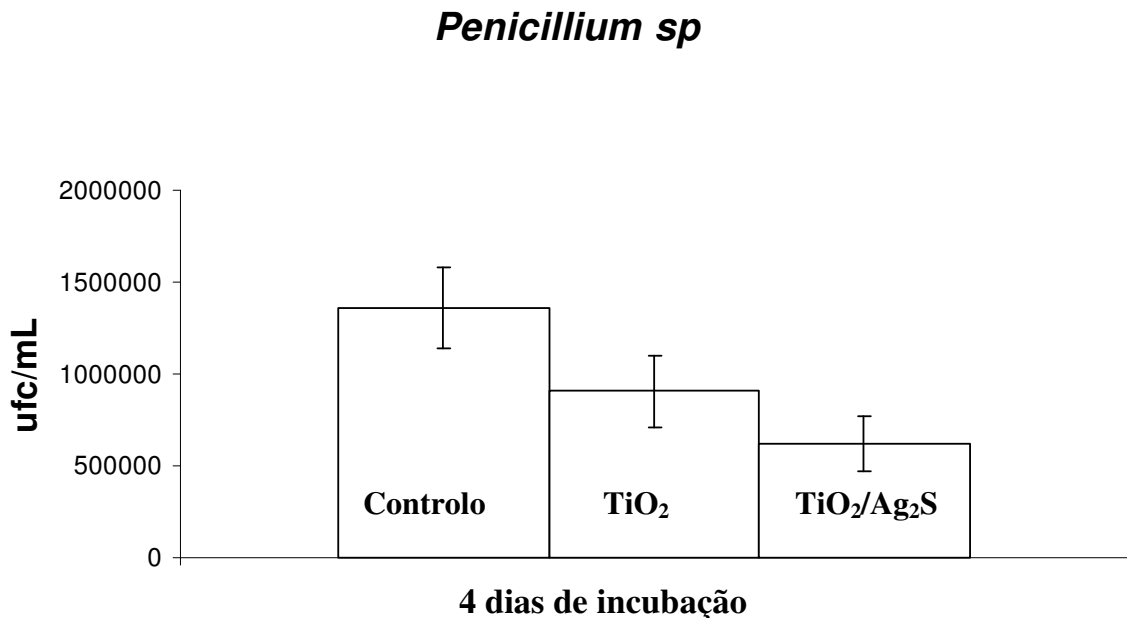 Penicillium sp
2000000
1500000
1000000
500000
0
ufc/mL
Controlo
TiO₂
TiO₂/Ag₂S
4 dias de incubação